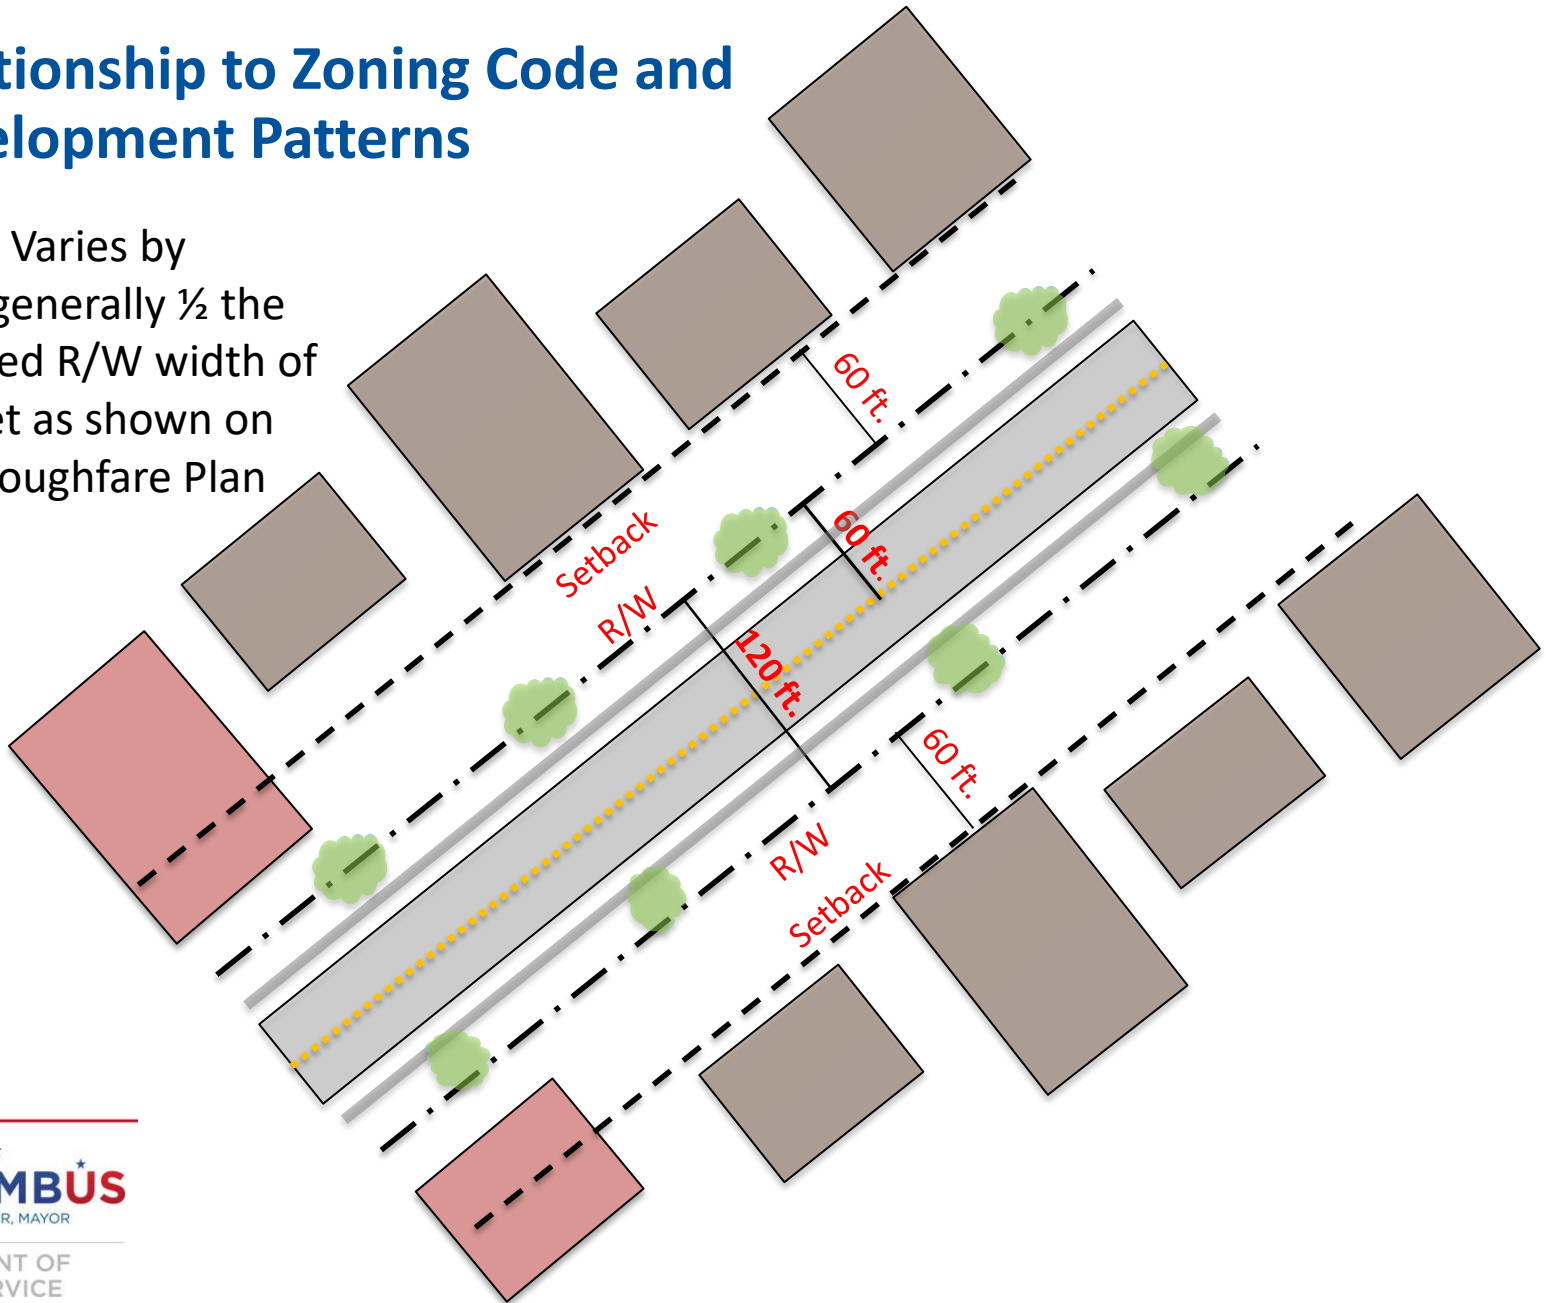 tionship to Zoning Code and
elopment Patterns
Varies by
generally ½ the
ed R/W width of
et as shown on
oughfare Plan
60 ft.
60 ft.
Setback
R/W
120 ft.
60 ft.
R/W
Setback
MBUS
R, MAYOR
NT OF
RVICE